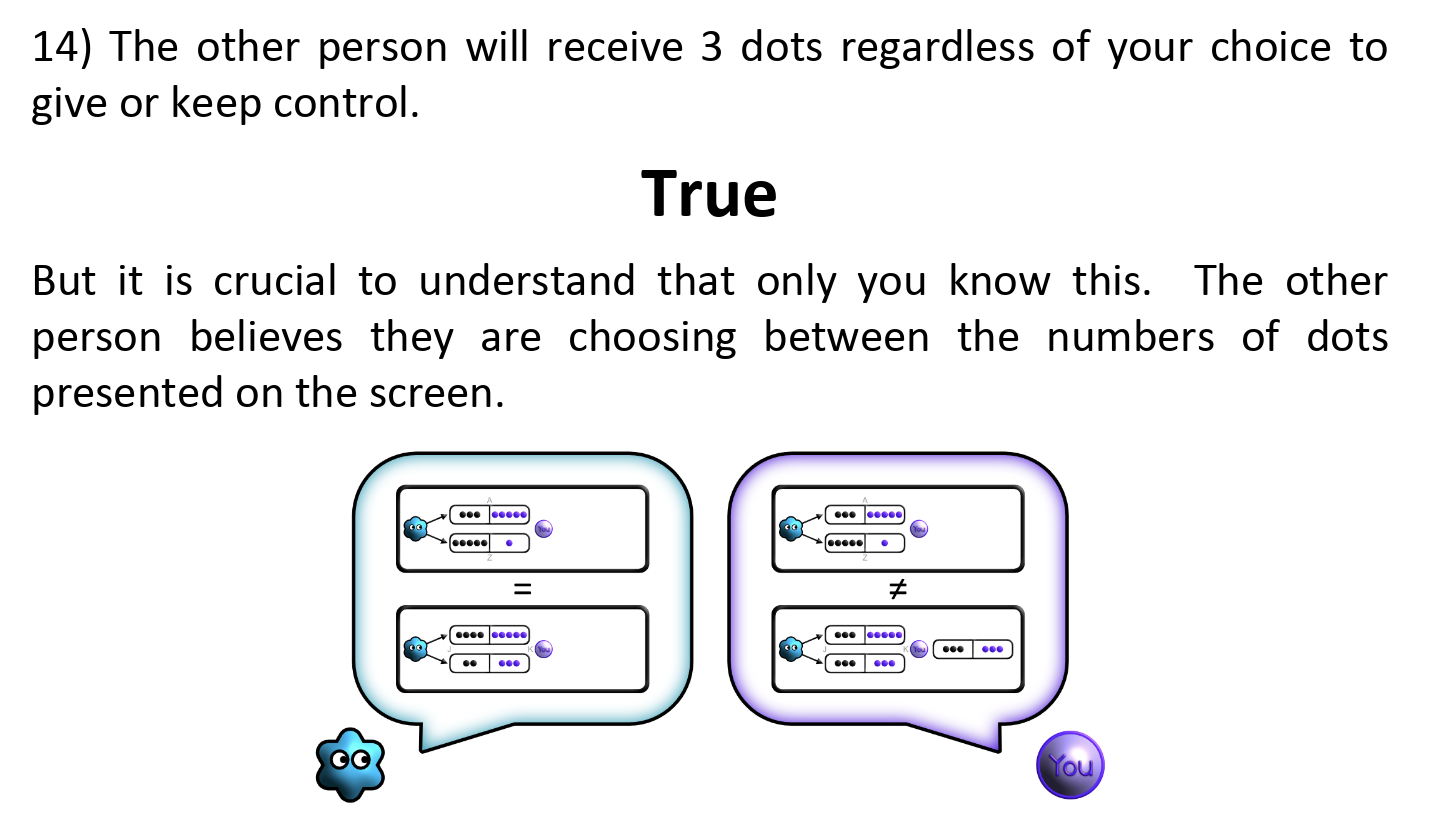 14) The other person will receive 3 dots regardless of your choice to
give or keep control.
True
But it is crucial to understand that only you know this. The other
person believes they are choosing between the numbers of dots
presented on the screen.
A
You
Z
=
J
K
You
A
You
Z
≠
J
K
You
You